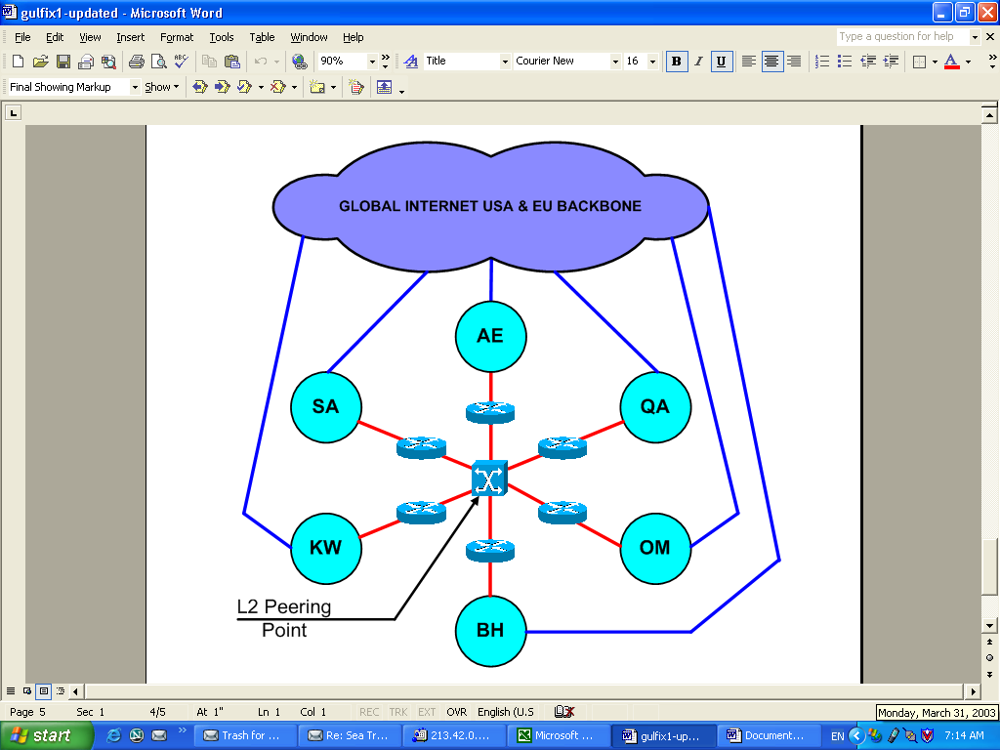 gulfix1-updated - Microsoft Word
File Edit View Insert Format Tools Table Window Help
Type a question for help
90% Title Courier New 16 B I U A
Final Showing Markup Show
L
GLOBAL INTERNET USA & EU BACKBONE
AE
SA
QA
KW
OM
BH
L2 Peering
Point
Page 5 Sec 1 4/5 At 1" Ln 1 Col 1 REC TRK EXT OVR English (U.S
Monday, March 31, 2003
start Trash for ... Re: Sea Tr... 213.42.0.... Microsoft ... gulfix1-up... Document... EN 7:14 AM